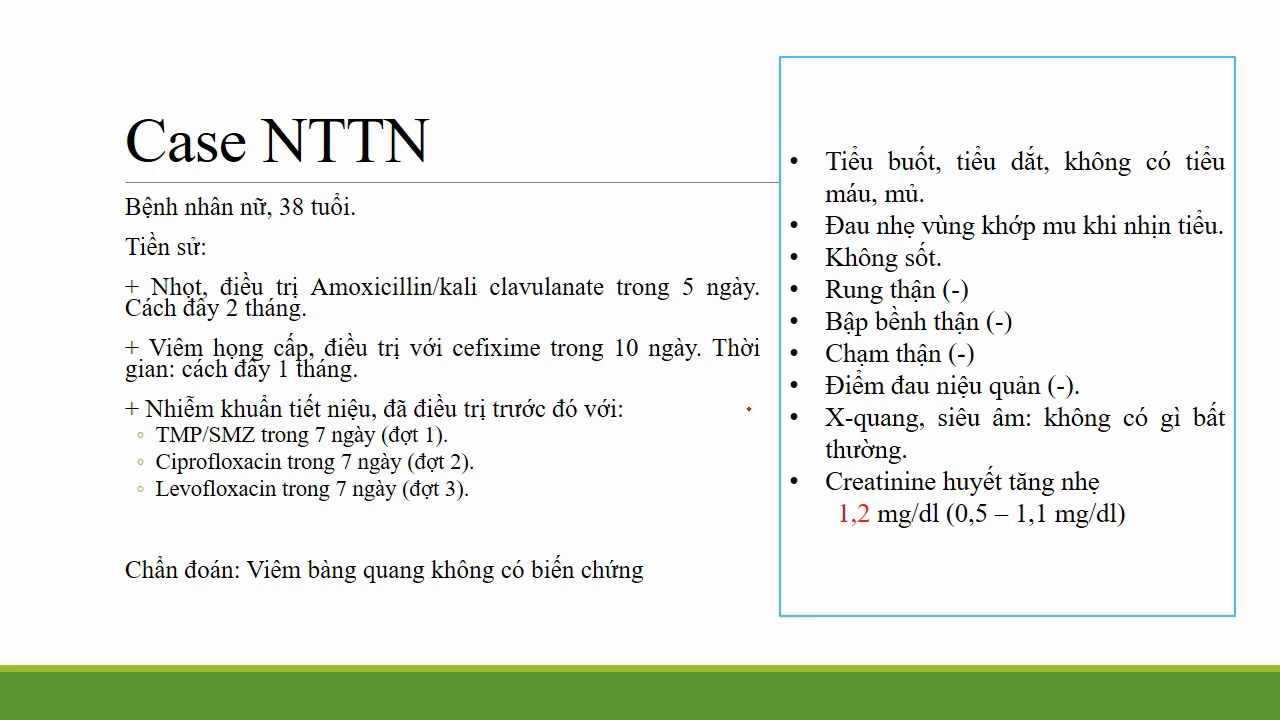 Case NTTN
Bệnh nhân nữ, 38 tuổi.
Tiền sử:
+ Nhọt, điều trị Amoxicillin/kali clavulanate trong 5 ngày.
Cách đây 2 tháng.
+ Viêm họng cấp, điều trị với cefixime trong 10 ngày. Thời
gian: cách đây 1 tháng.
+ Nhiễm khuẩn tiết niệu, đã điều trị trước đó với:
◦ TMP/SMZ trong 7 ngày (đợt 1).
◦ Ciprofloxacin trong 7 ngày (đợt 2).
◦ Levofloxacin trong 7 ngày (đợt 3).
Chẩn đoán: Viêm bàng quang không có biến chứng
• Tiểu buốt, tiểu dắt, không có tiểu
máu, mủ.
• Đau nhẹ vùng khớp mu khi nhịn tiểu.
• Không sốt.
• Rung thận (-)
• Bập bềnh thận (-)
• Chạm thận (-)
• Điểm đau niệu quản (-).
• X-quang, siêu âm: không có gì bất
thường.
• Creatinine huyết tăng nhẹ
1,2 mg/dl (0,5 – 1,1 mg/dl)